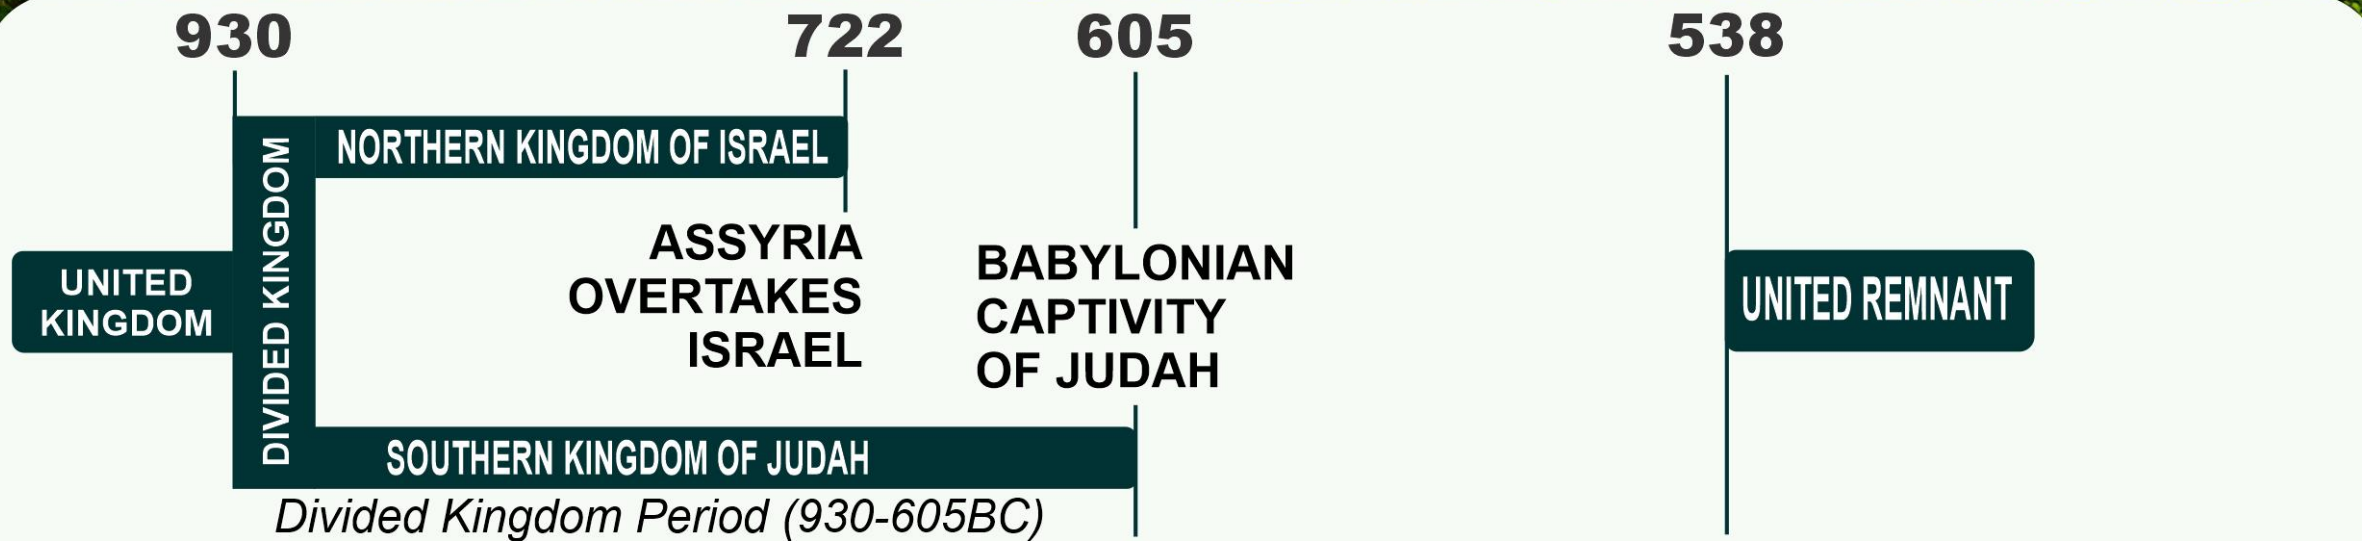 930 722 605 538
NORTHERN KINGDOM OF ISRAEL
DIVIDED KINGDOM
UNITED
KINGDOM
ASSYRIA
OVERTAKES
ISRAEL
BABYLONIAN
CAPTIVITY
OF JUDAH
UNITED REMNANT
SOUTHERN KINGDOM OF JUDAH
Divided Kingdom Period (930-605BC)